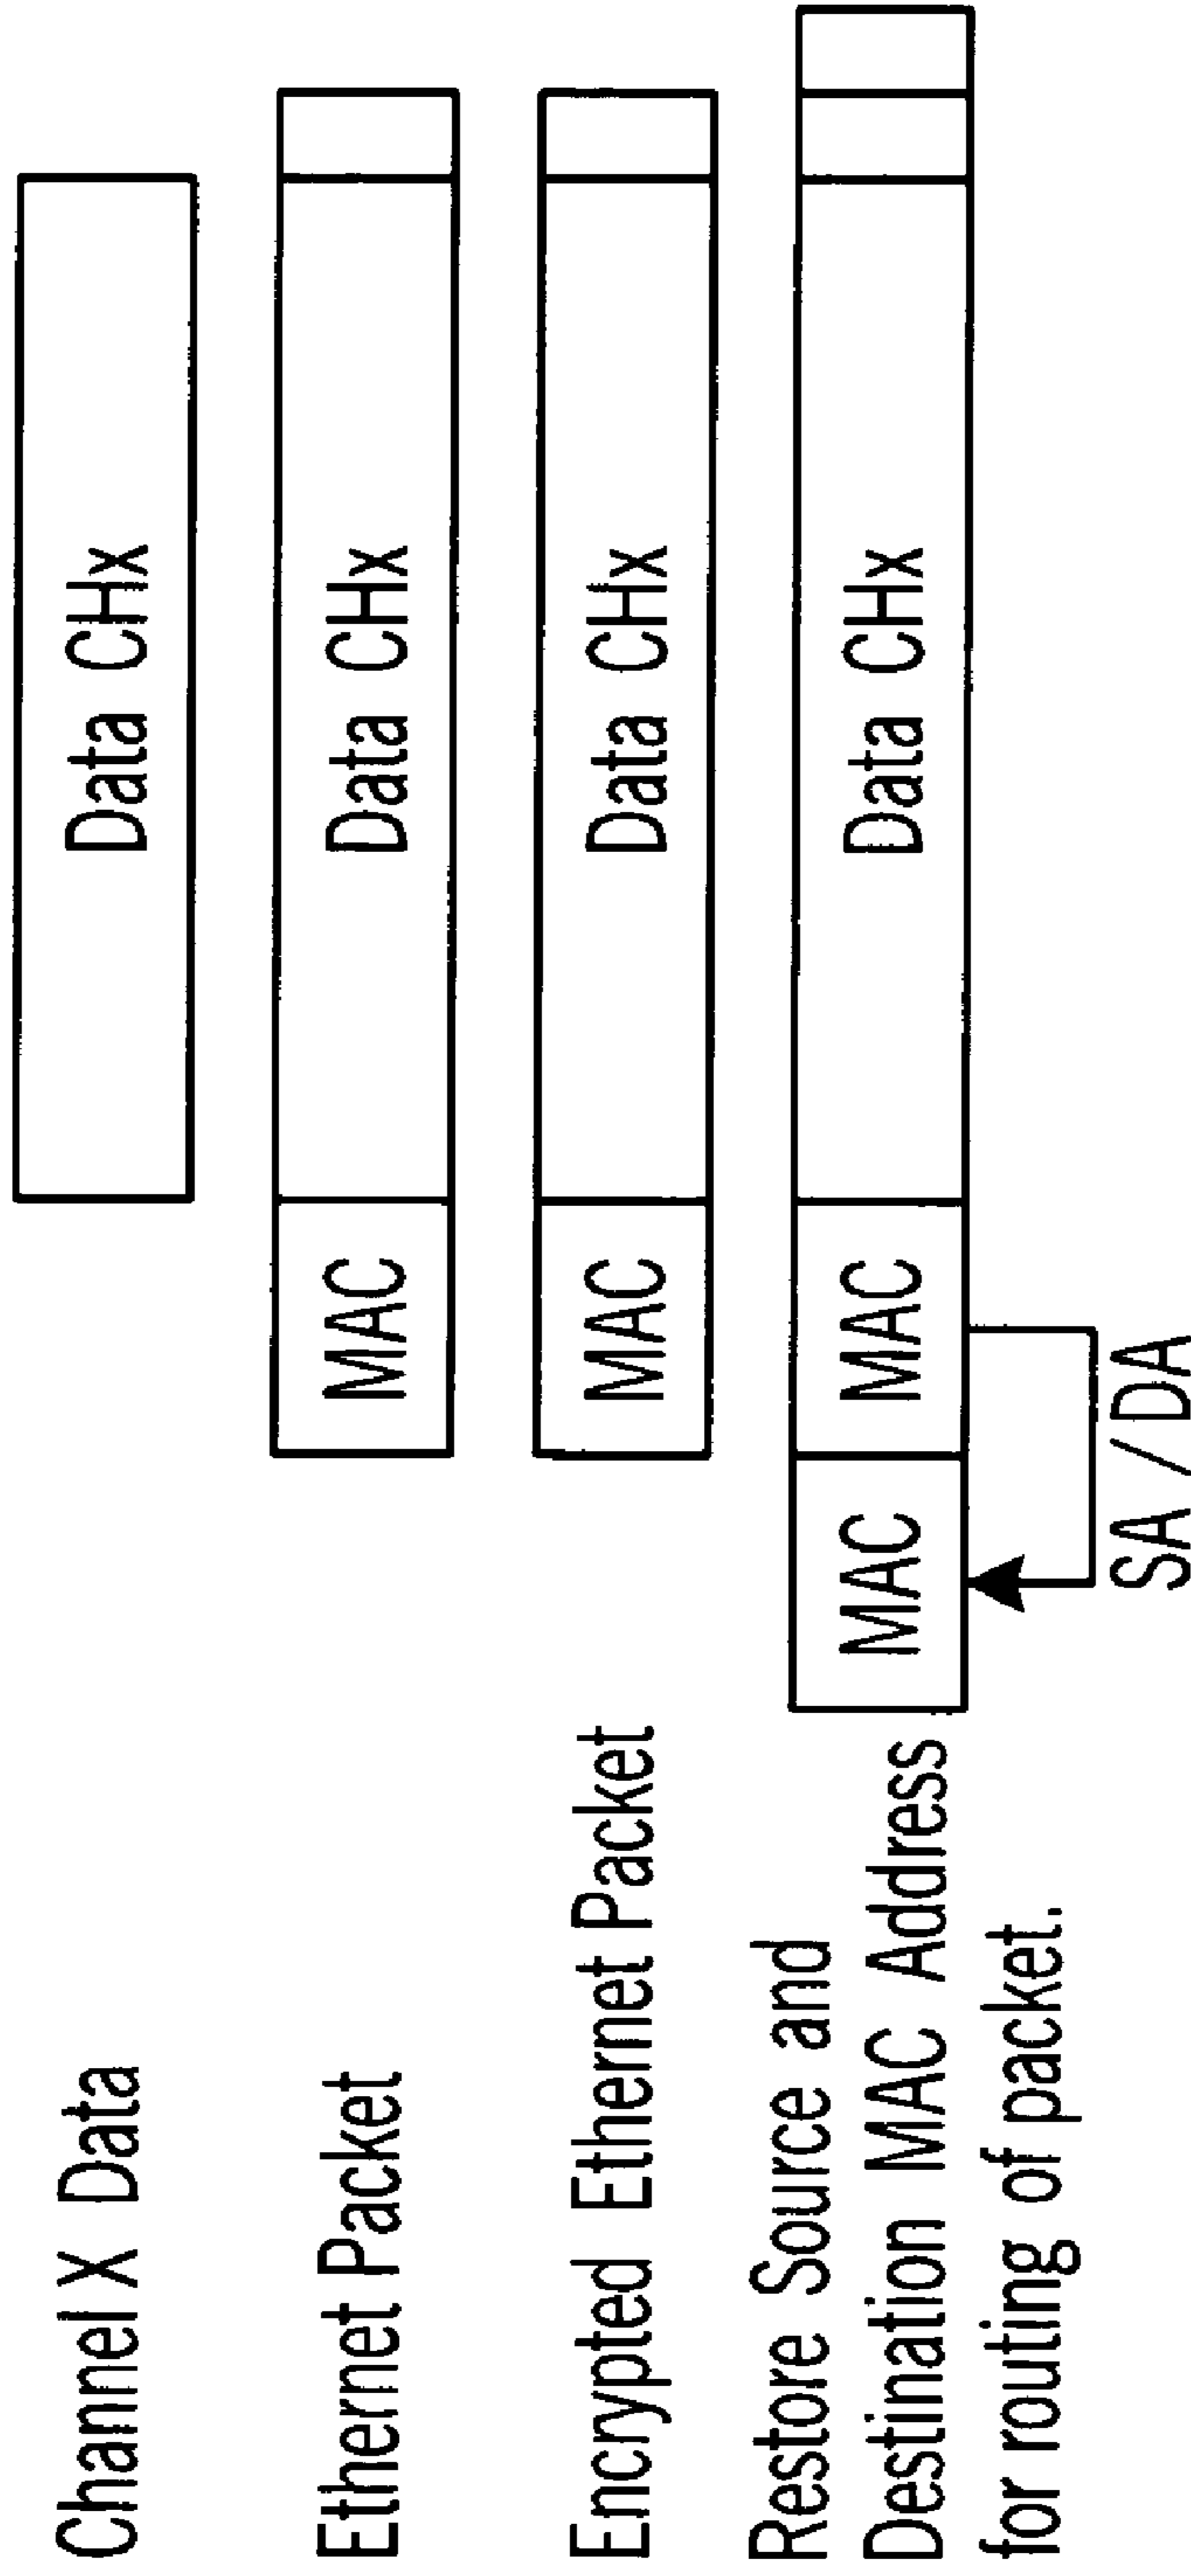 Channel X Data
Data CHx
Ethernet Packet
MAC
Data CHx
Encrypted Ethernet Packet
MAC
Data CHx
Restore Source and
Destination MAC Address
for routing of packet.
MAC
MAC
Data CHx
SA / DA